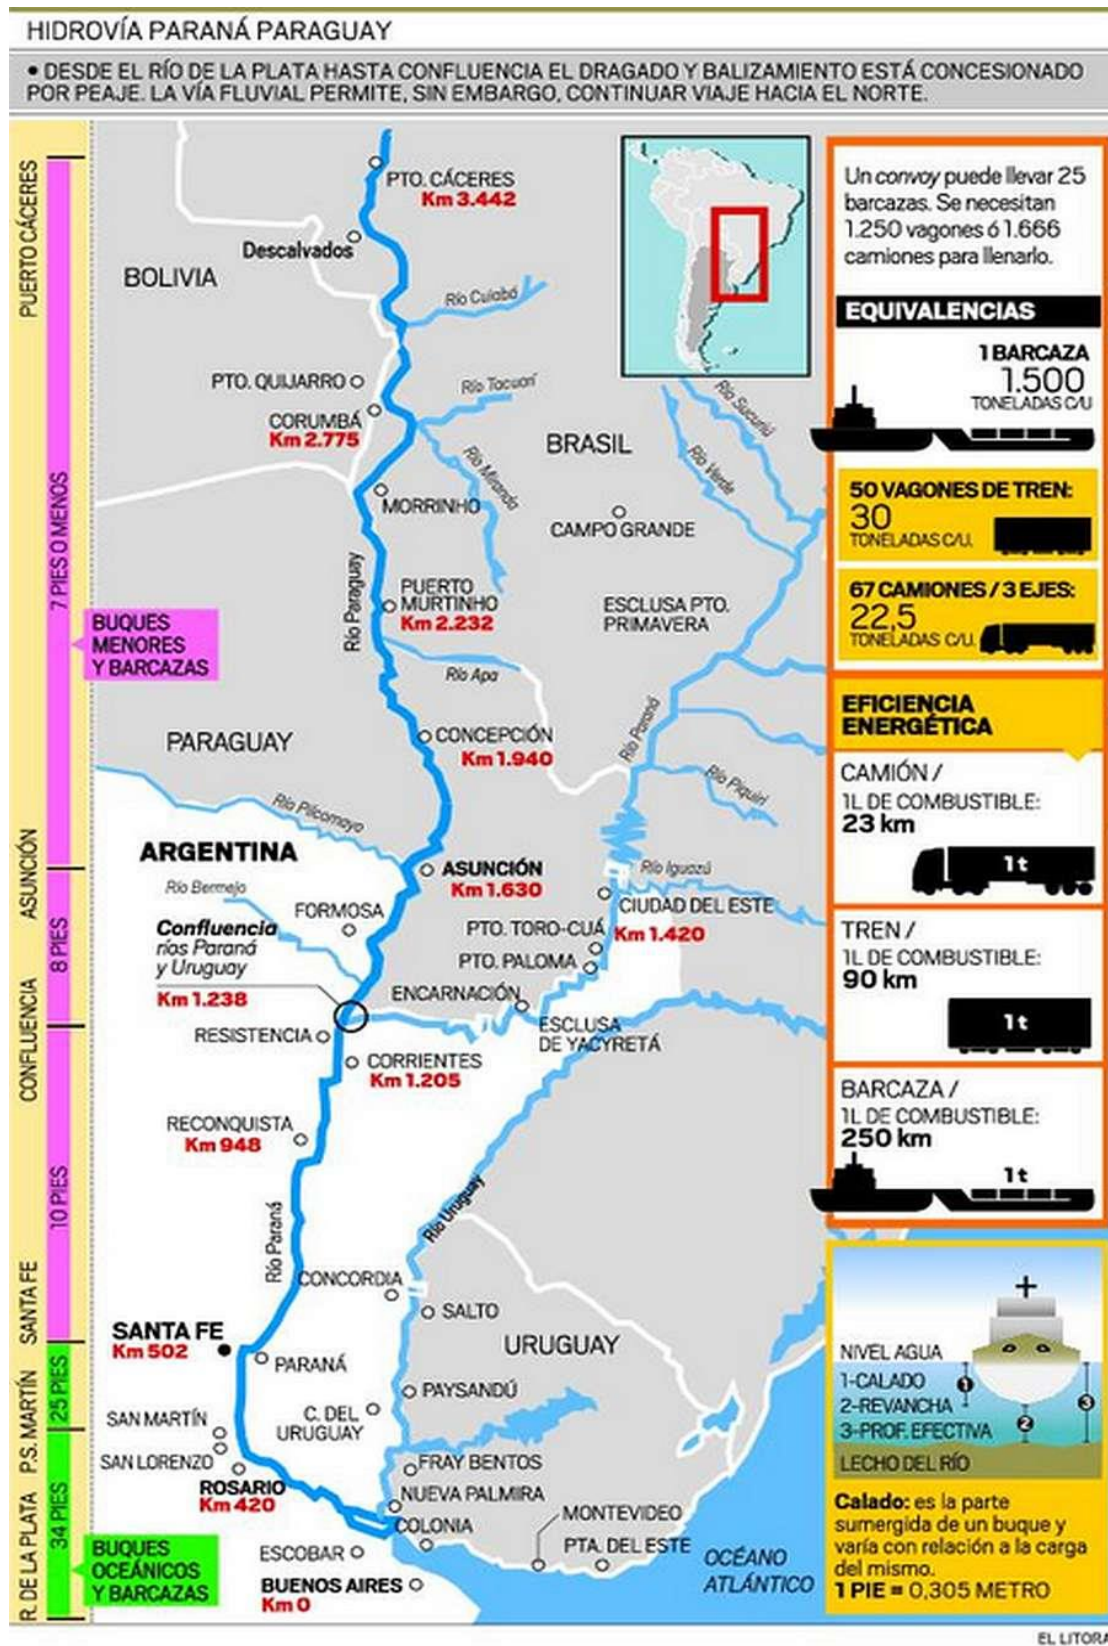 HIDROVÍA PARANÁ PARAGUAY
• DESDE EL RÍO DE LA PLATA HASTA CONFLUENCIA EL DRAGADO Y BALIZAMIENTO ESTÁ CONCESIONADO
POR PEAJE. LA VÍA FLUVIAL PERMITE, SIN EMBARGO, CONTINUAR VIAJE HACIA EL NORTE.
PUERTO CÁCERES
ASUNCIÓN
CONFLUENCIA
SANTA FE
P.S. MARTÍN
R. DE LA PLATA
7 PIES O MENOS
8 PIES
10 PIES
25 PIES
34 PIES
BUQUES
MENORES
Y BARCAZAS
BUQUES
OCEÁNICOS
Y BARCAZAS
PTO. CÁCERES
Km 3.442
Descalvados
BOLIVIA
Río Cuiabá
PTO. QUIJARRO
Río Tacuarí
CORUMBÁ
Km 2.775
Río Sucuriú
BRASIL
Río Verde
Río Miranda
MORRINHO
CAMPO GRANDE
Río Paraguay
PUERTO
MURTINHO
Km 2.232
ESCLUSA PTO.
PRIMAVERA
Río Apa
Río Paraná
CONCEPCIÓN
Km 1.940
PARAGUAY
Río Piquiri
Río Pilcomayo
ARGENTINA
ASUNCIÓN
Km 1.630
Río Iguazú
Río Bermejo
FORMOSA
CIUDAD DEL ESTE
Km 1.420
PTO. TORO-CUÁ
Confluencia
ríos Paraná
y Uruguay
Km 1.238
PTO. PALOMA
ENCARNACIÓN
ESCLUSA
DE YACYRETÁ
RESISTENCIA
CORRIENTES
Km 1.205
RECONQUISTA
Km 948
Río Uruguay
Río Paraná
CONCORDIA
SALTO
SANTA FE
Km 502
PARANÁ
URUGUAY
PAYSANDÚ
SAN MARTÍN
C. DEL
URUGUAY
SAN LORENZO
FRAY BENTOS
ROSARIO
Km 420
NUEVA PALMIRA
COLONIA
MONTEVIDEO
PTA. DEL ESTE
ESCOBAR
BUENOS AIRES
Km 0
OCÉANO
ATLÁNTICO
Un convoy puede llevar 25
barcazas. Se necesitan
1.250 vagones ó 1.666
camiones para llenarlo.
EQUIVALENCIAS
1 BARCAZA
1.500
TONELADAS C/U
50 VAGONES DE TREN:
30
TONELADAS C/U.
67 CAMIONES / 3 EJES:
22,5
TONELADAS C/U.
EFICIENCIA
ENERGÉTICA
CAMIÓN /
1L DE COMBUSTIBLE:
23 km
1 t
TREN /
1L DE COMBUSTIBLE:
90 km
1 t
BARCAZA /
1L DE COMBUSTIBLE:
250 km
1 t
NIVEL AGUA
1-CALADO
2-REVANCHA
3-PROF. EFECTIVA
LECHO DEL RÍO
1
2
3
Calado: es la parte
sumergida de un buque y
varía con relación a la carga
del mismo.
1 PIE = 0,305 METRO
EL LITORA